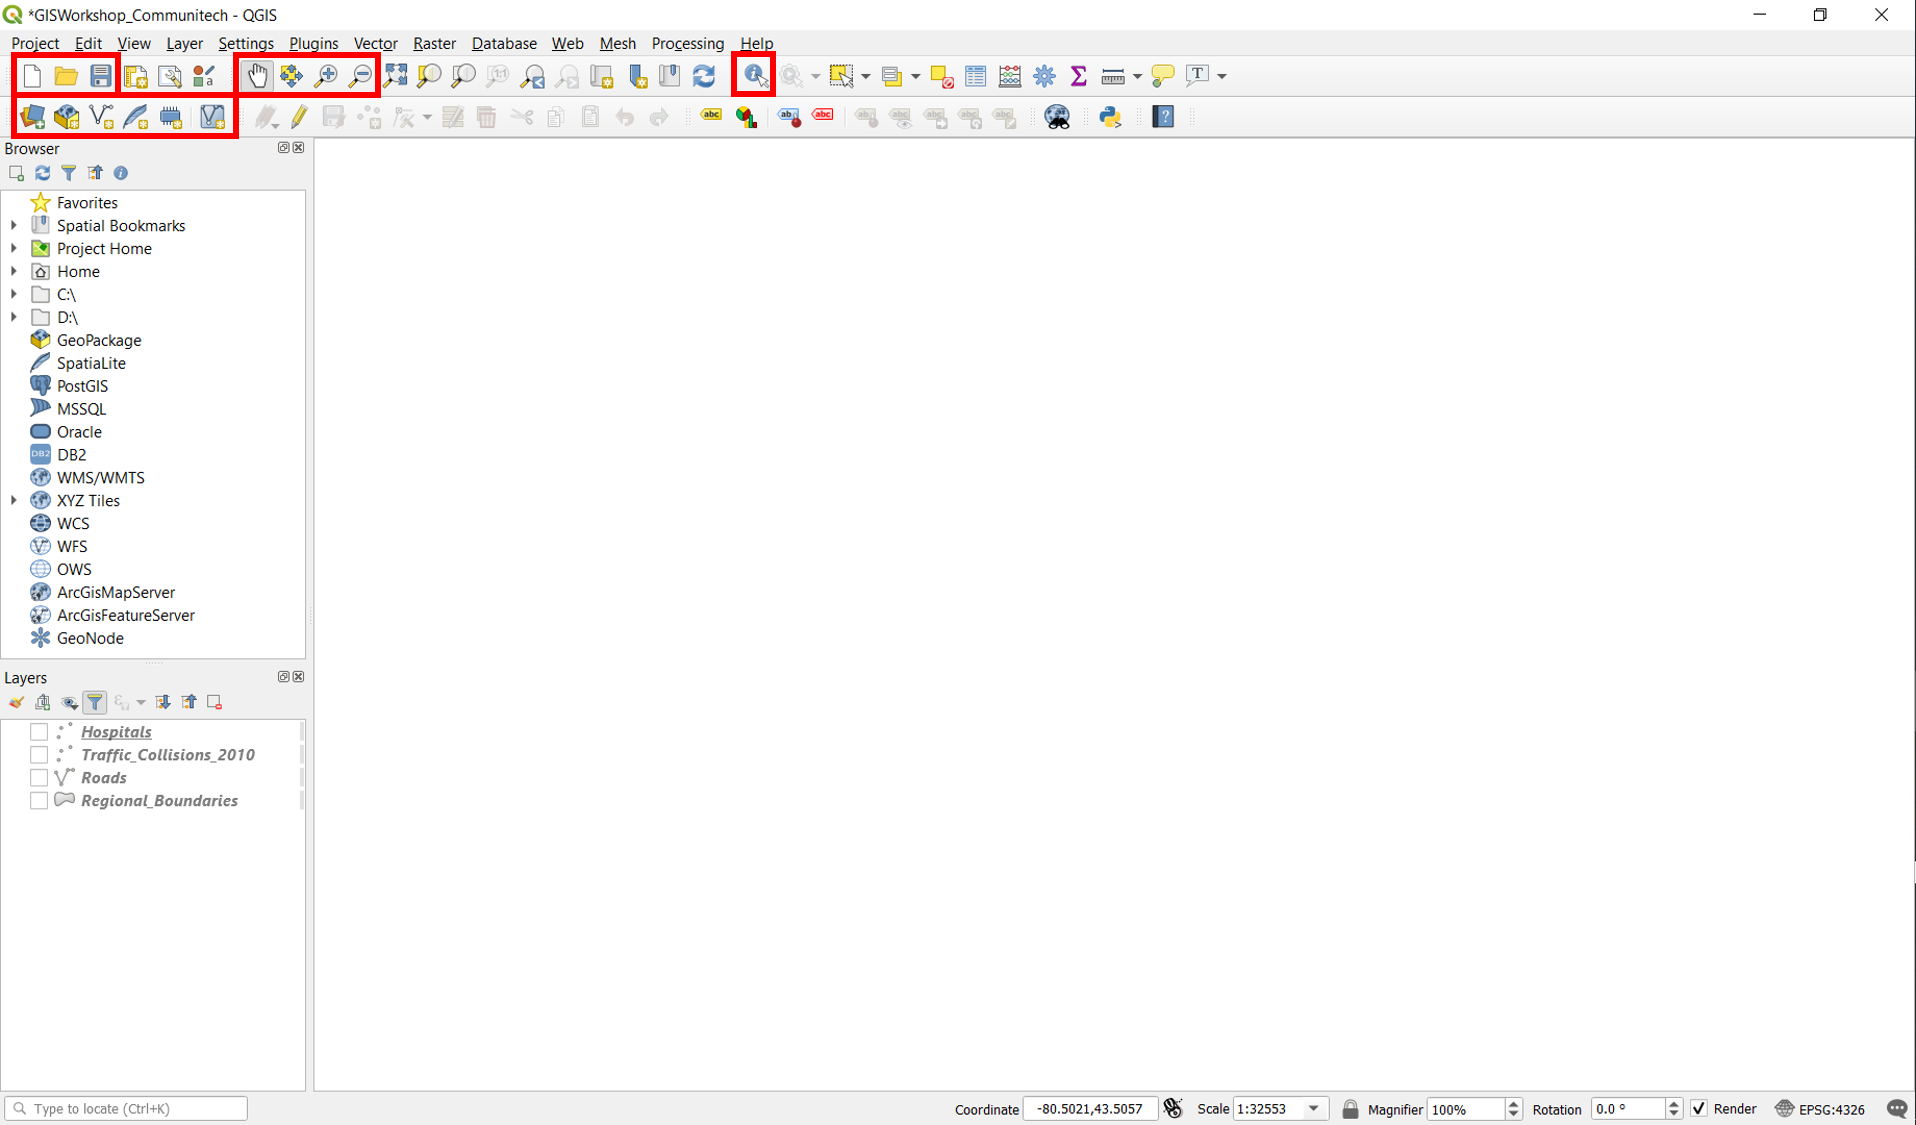 *GISWorkshop_Communitech - QGIS
Project Edit View Layer Settings Plugins Vector Raster Database Web Mesh Processing Help
Browser
Favorites
Spatial Bookmarks
Project Home
Home
C:\
D:\
GeoPackage
SpatiaLite
PostGIS
MSSQL
Oracle
DB2 DB2
WMS/WMTS
XYZ Tiles
WCS
WFS
OWS
ArcGisMapServer
ArcGisFeatureServer
GeoNode
Layers
Hospitals
Traffic_Collisions_2010
Roads
Regional_Boundaries
Type to locate (Ctrl+K) Coordinate -80.5021,43.5057 Scale 1:32553 Magnifier 100% Rotation 0.0 ° Render EPSG:4326